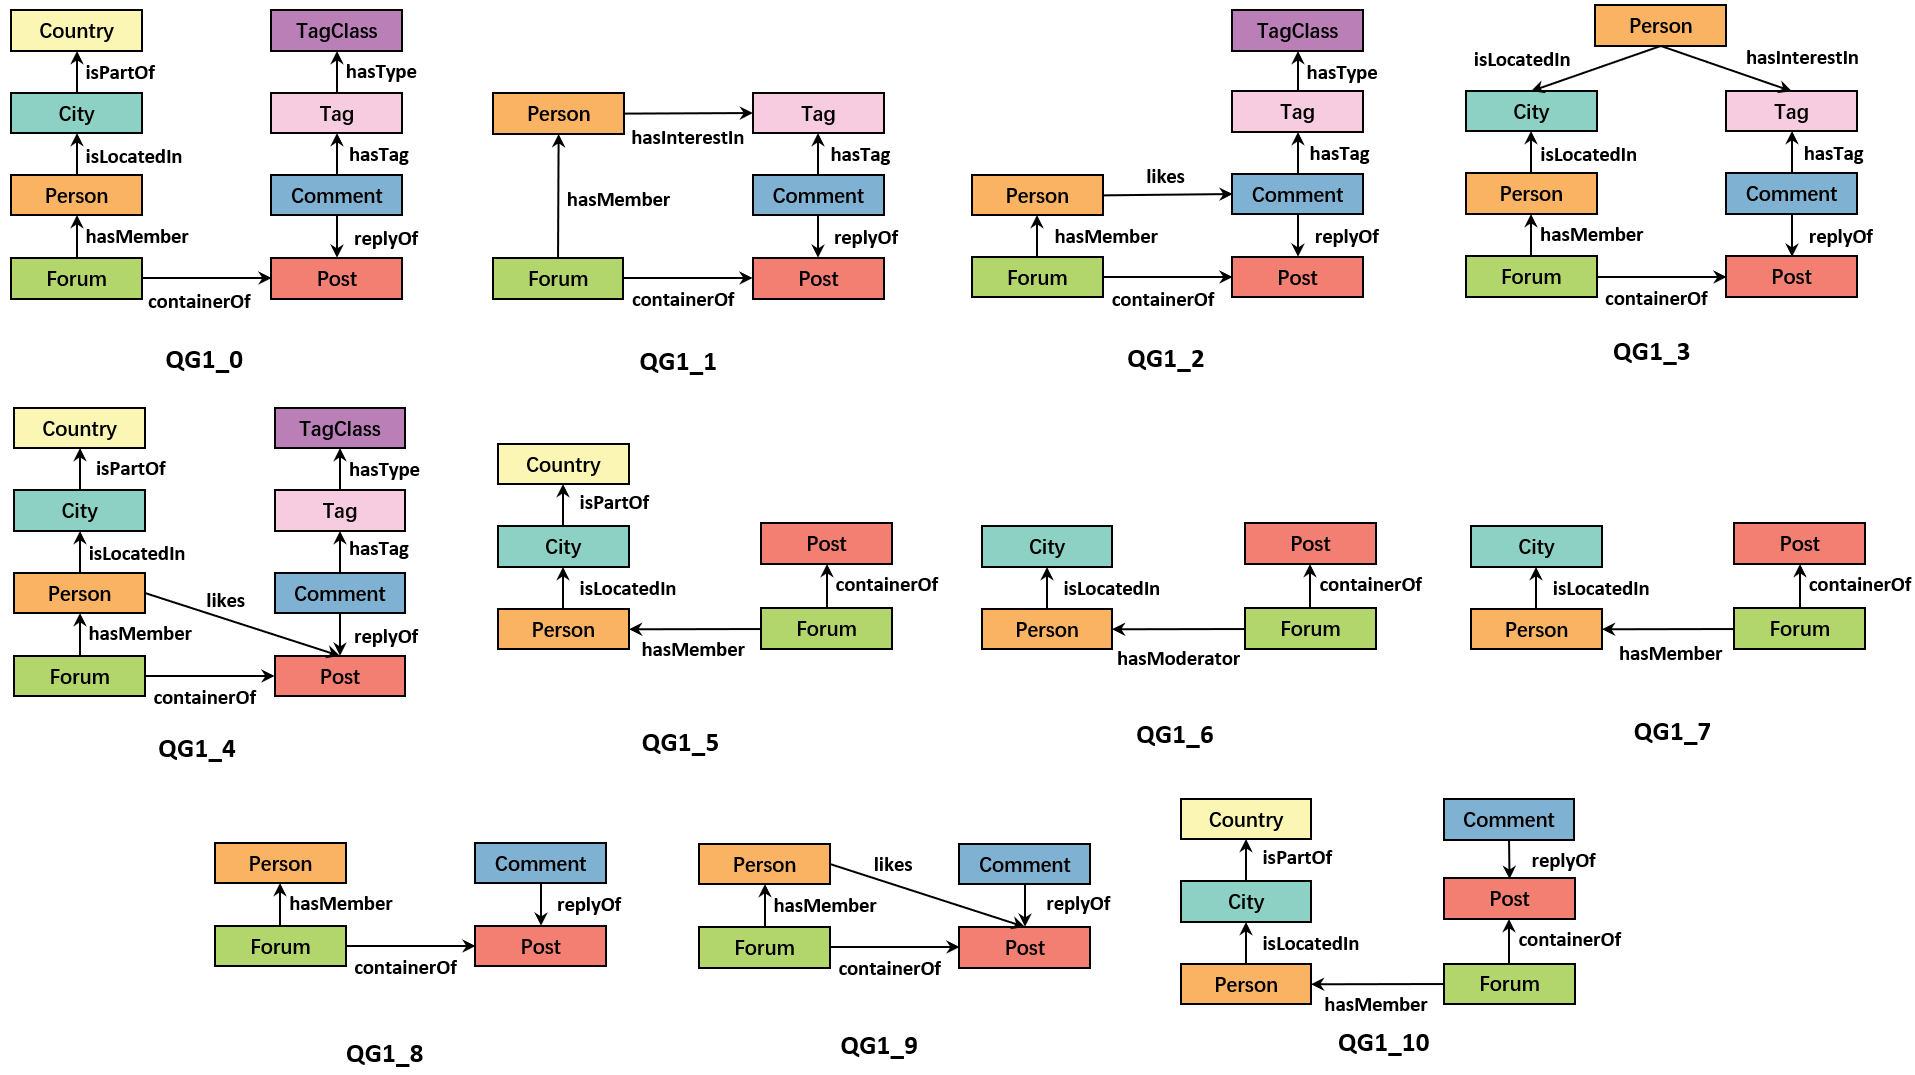 Country
isPartOf
City
isLocatedIn
Person
hasMember
Forum
containerOf
TagClass
hasType
Tag
hasTag
Comment
replyOf
Post
QG1_0
Person
hasInterestIn
Tag
hasMember
hasTag
Comment
replyOf
Forum
containerOf
Post
QG1_1
TagClass
hasType
Tag
hasTag
Person
likes
Comment
hasMember
replyOf
Forum
containerOf
Post
QG1_2
Person
isLocatedIn
hasInterestIn
City
Tag
isLocatedIn
hasTag
Person
Comment
hasMember
replyOf
Forum
containerOf
Post
QG1_3
Country
isPartOf
City
isLocatedIn
Person
likes
hasMember
Forum
containerOf
TagClass
hasType
Tag
hasTag
Comment
replyOf
Post
QG1_4
Country
isPartOf
City
Post
isLocatedIn
containerOf
Person
hasMember
Forum
QG1_5
City
Post
isLocatedIn
containerOf
Person
hasModerator
Forum
QG1_6
City
Post
isLocatedIn
containerOf
Person
hasMember
Forum
QG1_7
Person
Comment
hasMember
replyOf
Forum
containerOf
Post
QG1_8
Person
likes
Comment
hasMember
replyOf
Forum
containerOf
Post
QG1_9
Country
Comment
isPartOf
replyOf
City
Post
isLocatedIn
containerOf
Person
hasMember
Forum
QG1_10